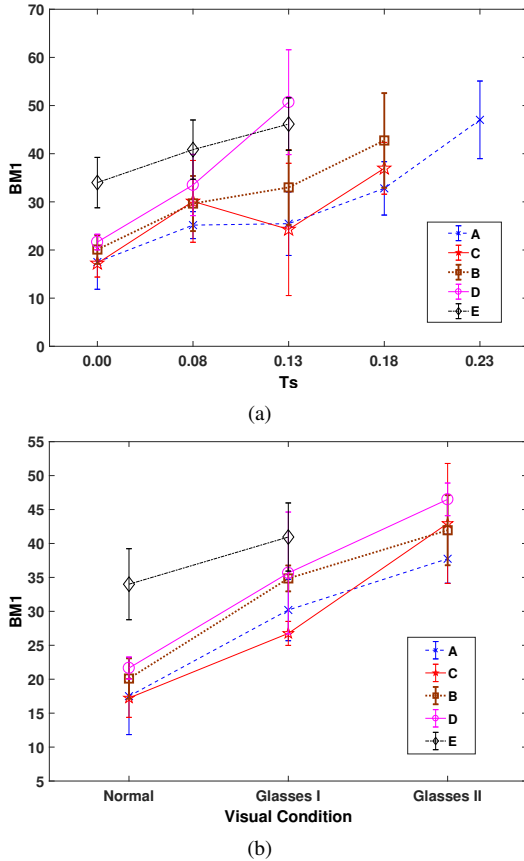 70
60
50
40
30
20
10
0
BM1
0.00 0.08 0.13 0.18 0.23
Ts
A
C
B
D
E
(a)
55
50
45
40
35
30
25
20
15
10
5
BM1
Normal Glasses I Glasses II
Visual Condition
A
C
B
D
E
(b)